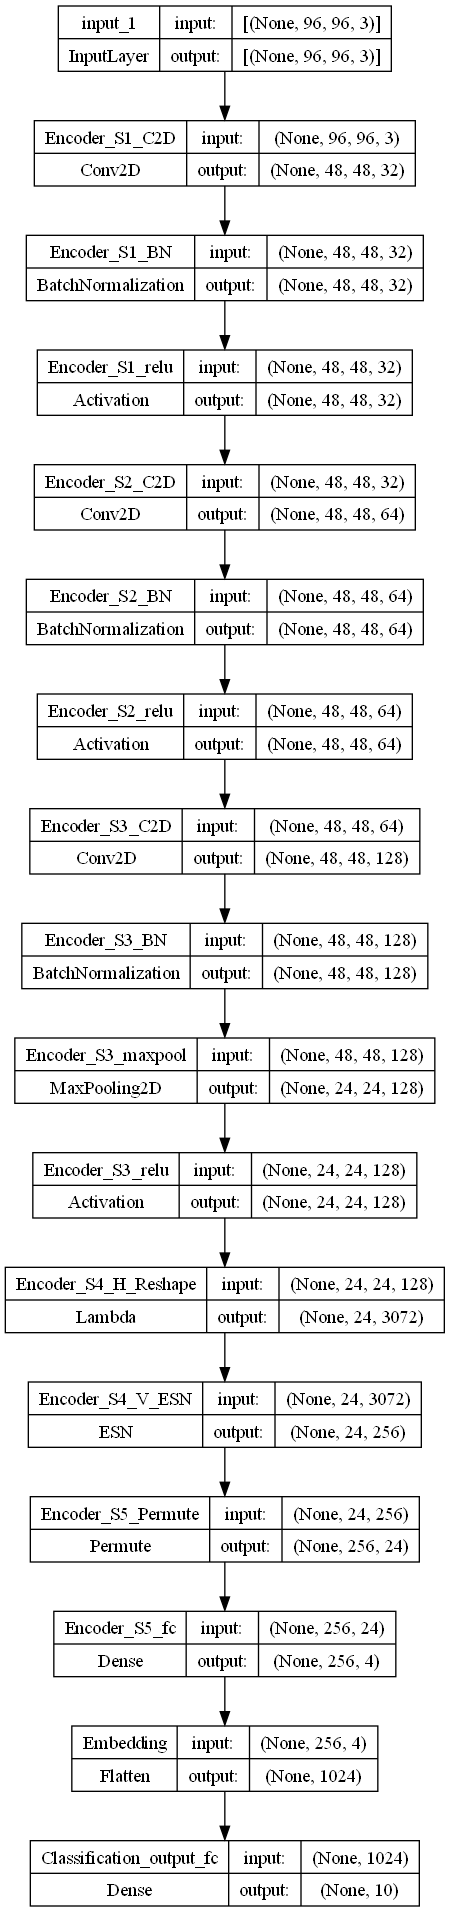 input_1 input: [(None, 96, 96, 3)]
InputLayer output: [(None, 96, 96, 3)]
Encoder_S1_C2D input: (None, 96, 96, 3)
Conv2D output: (None, 48, 48, 32)
Encoder_S1_BN input: (None, 48, 48, 32)
BatchNormalization output: (None, 48, 48, 32)
Encoder_S1_relu input: (None, 48, 48, 32)
Activation output: (None, 48, 48, 32)
Encoder_S2_C2D input: (None, 48, 48, 32)
Conv2D output: (None, 48, 48, 64)
Encoder_S2_BN input: (None, 48, 48, 64)
BatchNormalization output: (None, 48, 48, 64)
Encoder_S2_relu input: (None, 48, 48, 64)
Activation output: (None, 48, 48, 64)
Encoder_S3_C2D input: (None, 48, 48, 64)
Conv2D output: (None, 48, 48, 128)
Encoder_S3_BN input: (None, 48, 48, 128)
BatchNormalization output: (None, 48, 48, 128)
Encoder_S3_maxpool input: (None, 48, 48, 128)
MaxPooling2D output: (None, 24, 24, 128)
Encoder_S3_relu input: (None, 24, 24, 128)
Activation output: (None, 24, 24, 128)
Encoder_S4_H_Reshape input: (None, 24, 24, 128)
Lambda output: (None, 24, 3072)
Encoder_S4_V_ESN input: (None, 24, 3072)
ESN output: (None, 24, 256)
Encoder_S5_Permute input: (None, 24, 256)
Permute output: (None, 256, 24)
Encoder_S5_fc input: (None, 256, 24)
Dense output: (None, 256, 4)
Embedding input: (None, 256, 4)
Flatten output: (None, 1024)
Classification_output_fc input: (None, 1024)
Dense output: (None, 10)